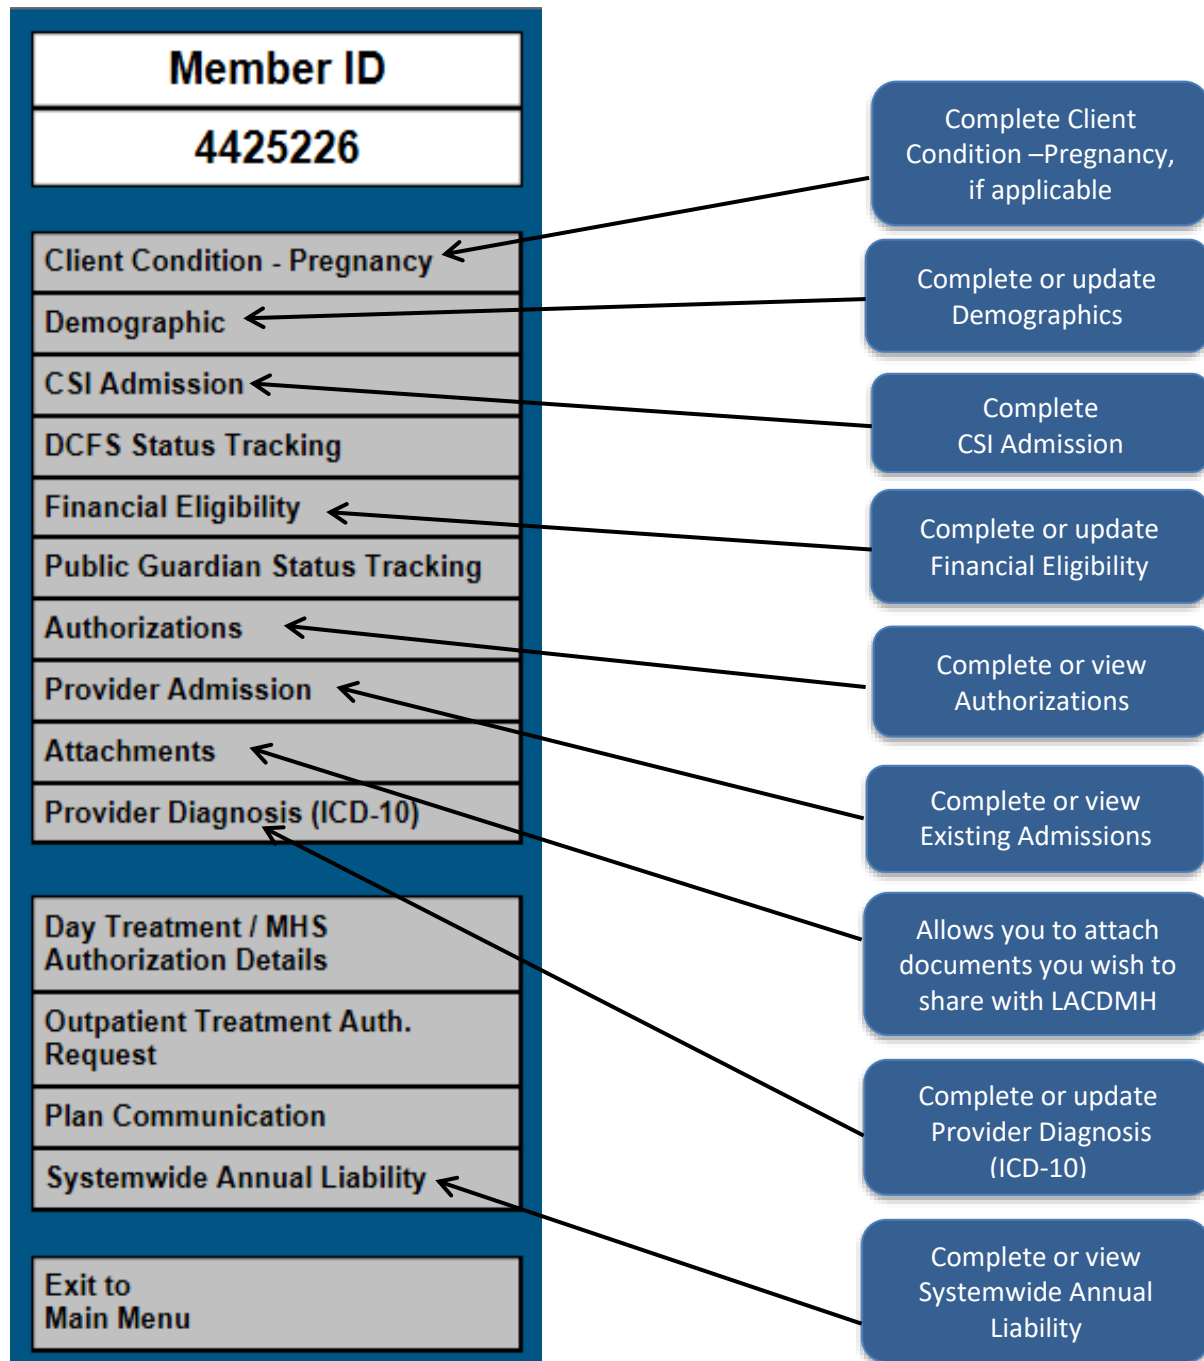 Member ID
4425226
Client Condition - Pregnancy
Demographic
CSI Admission
DCFS Status Tracking
Financial Eligibility
Public Guardian Status Tracking
Authorizations
Provider Admission
Attachments
Provider Diagnosis (ICD-10)
Day Treatment / MHS
Authorization Details
Outpatient Treatment Auth.
Request
Plan Communication
Systemwide Annual Liability
Exit to
Main Menu
Complete Client
Condition –Pregnancy,
if applicable
Complete or update
Demographics
Complete
CSI Admission
Complete or update
Financial Eligibility
Complete or view
Authorizations
Complete or view
Existing Admissions
Allows you to attach
documents you wish to
share with LACDMH
Complete or update
Provider Diagnosis
(ICD-10)
Complete or view
Systemwide Annual
Liability